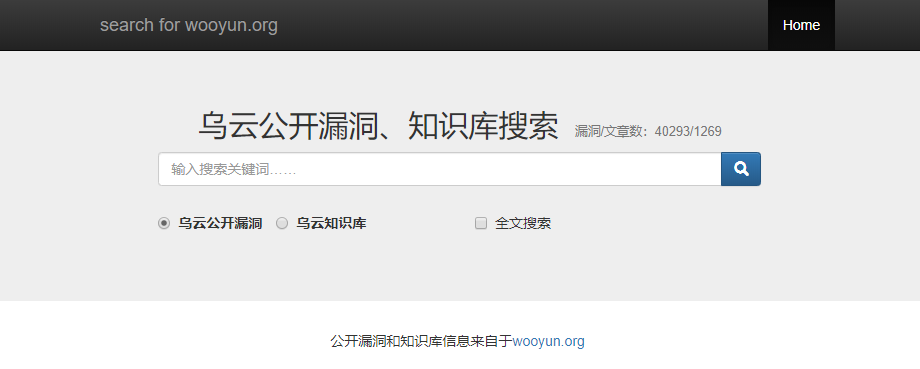 search for wooyun.org Home
乌云公开漏洞、知识库搜索 漏洞/文章数：40293/1269
输入搜索关键词……
乌云公开漏洞 乌云知识库 全文搜索
公开漏洞和知识库信息来自于wooyun.org